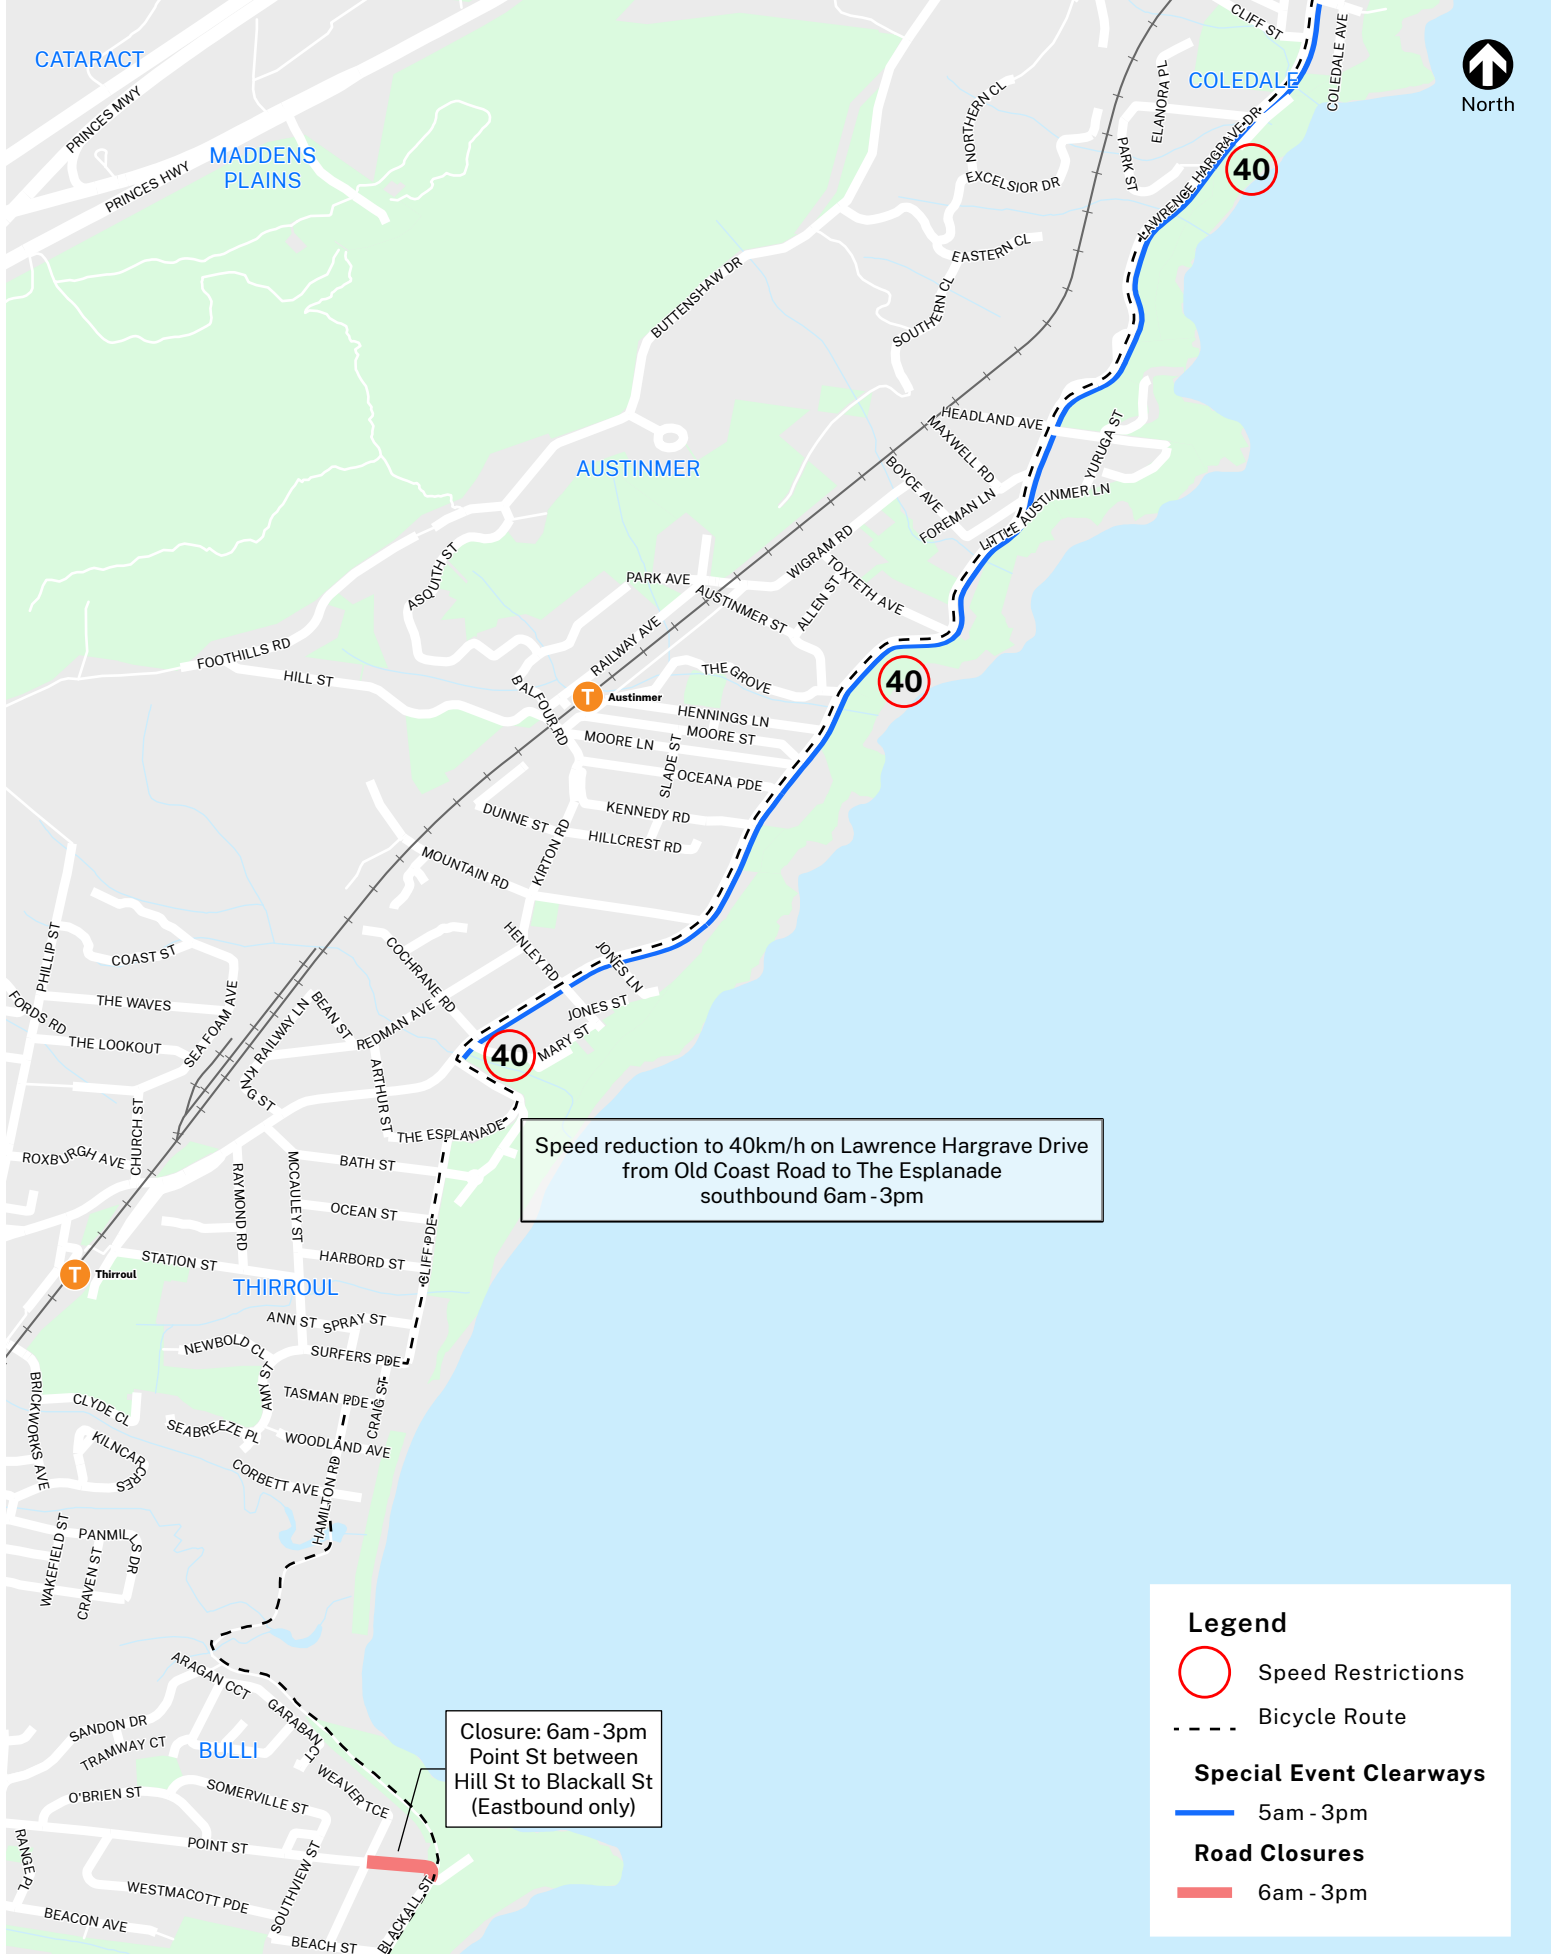 CLIFF ST
COLEDALE AVE
CATARACT
COLEDALE
North
PRINCES MWY
ELANORA PL
NORTHERN CL
MADDENS
PLAINS
PRINCES HWY
LAWRENCE HARGRAVE DR
PARK ST
40
EXCELSIOR DR
EASTERN CL
BUTTENSHAW DR
SOUTHERN CL
HEADLAND AVE
MAXWELL RD
YURUGA ST
AUSTINMER
BOYCE AVE
FOREMAN LN
LITTLE AUSTINMER LN
WIGRAM RD
ASQUITH ST
PARK AVE
TOXTETH AVE
AUSTINMER ST
ALLEN ST
RAILWAY AVE
FOOTHILLS RD
HILL ST
THE GROVE
40
BALFOUR RD
T Austinmer
HENNINGS LN
MOORE ST
MOORE LN
SLADE ST
OCEANA PDE
DUNNE ST
KENNEDY RD
HILLCREST RD
KIRTON RD
MOUNTAIN RD
PHILLIP ST
COAST ST
COCHRANE RD
HENLEY RD
JONES LN
THE WAVES
FORDS RD
SEA FOAM AVE
RAILWAY LN
BEAN ST
REDMAN AVE
JONES ST
MARY ST
THE LOOKOUT
40
KING ST
ARTHUR ST
CHURCH ST
THE ESPLANADE
Speed reduction to 40km/h on Lawrence Hargrave Drive
from Old Coast Road to The Esplanade
southbound 6am - 3pm
ROXBURGH AVE
RAYMOND RD
MCCAULEY ST
BATH ST
OCEAN ST
CLIFF PDE
STATION ST
HARBORD ST
T Thirroul
THIRROUL
ANN ST
SPRAY ST
NEWBOLD CL
SURFERS PDE
BRICKWORKS AVE
AMY ST
TASMAN PDE
CRAIG ST
CLYDE CL
SEABREEZE PL
WOODLAND AVE
KILNCAR CRES
CORBETT AVE
HAMILTON RD
WAKEFIELD ST
PANMILLS DR
CRAVEN ST
Legend
Speed Restrictions
Bicycle Route
Special Event Clearways
5am - 3pm
Road Closures
6am - 3pm
ARAGAN CCT
GARABAN CT
SANDON DR
TRAMWAY CT
BULLI
Closure: 6am - 3pm
Point St between
Hill St to Blackall St
(Eastbound only)
WEAVER TCE
O'BRIEN ST
SOMERVILLE ST
RANGE PL
POINT ST
SOUTHVIEW ST
WESTMACOTT PDE
BLACKALL ST
BEACON AVE
BEACH ST